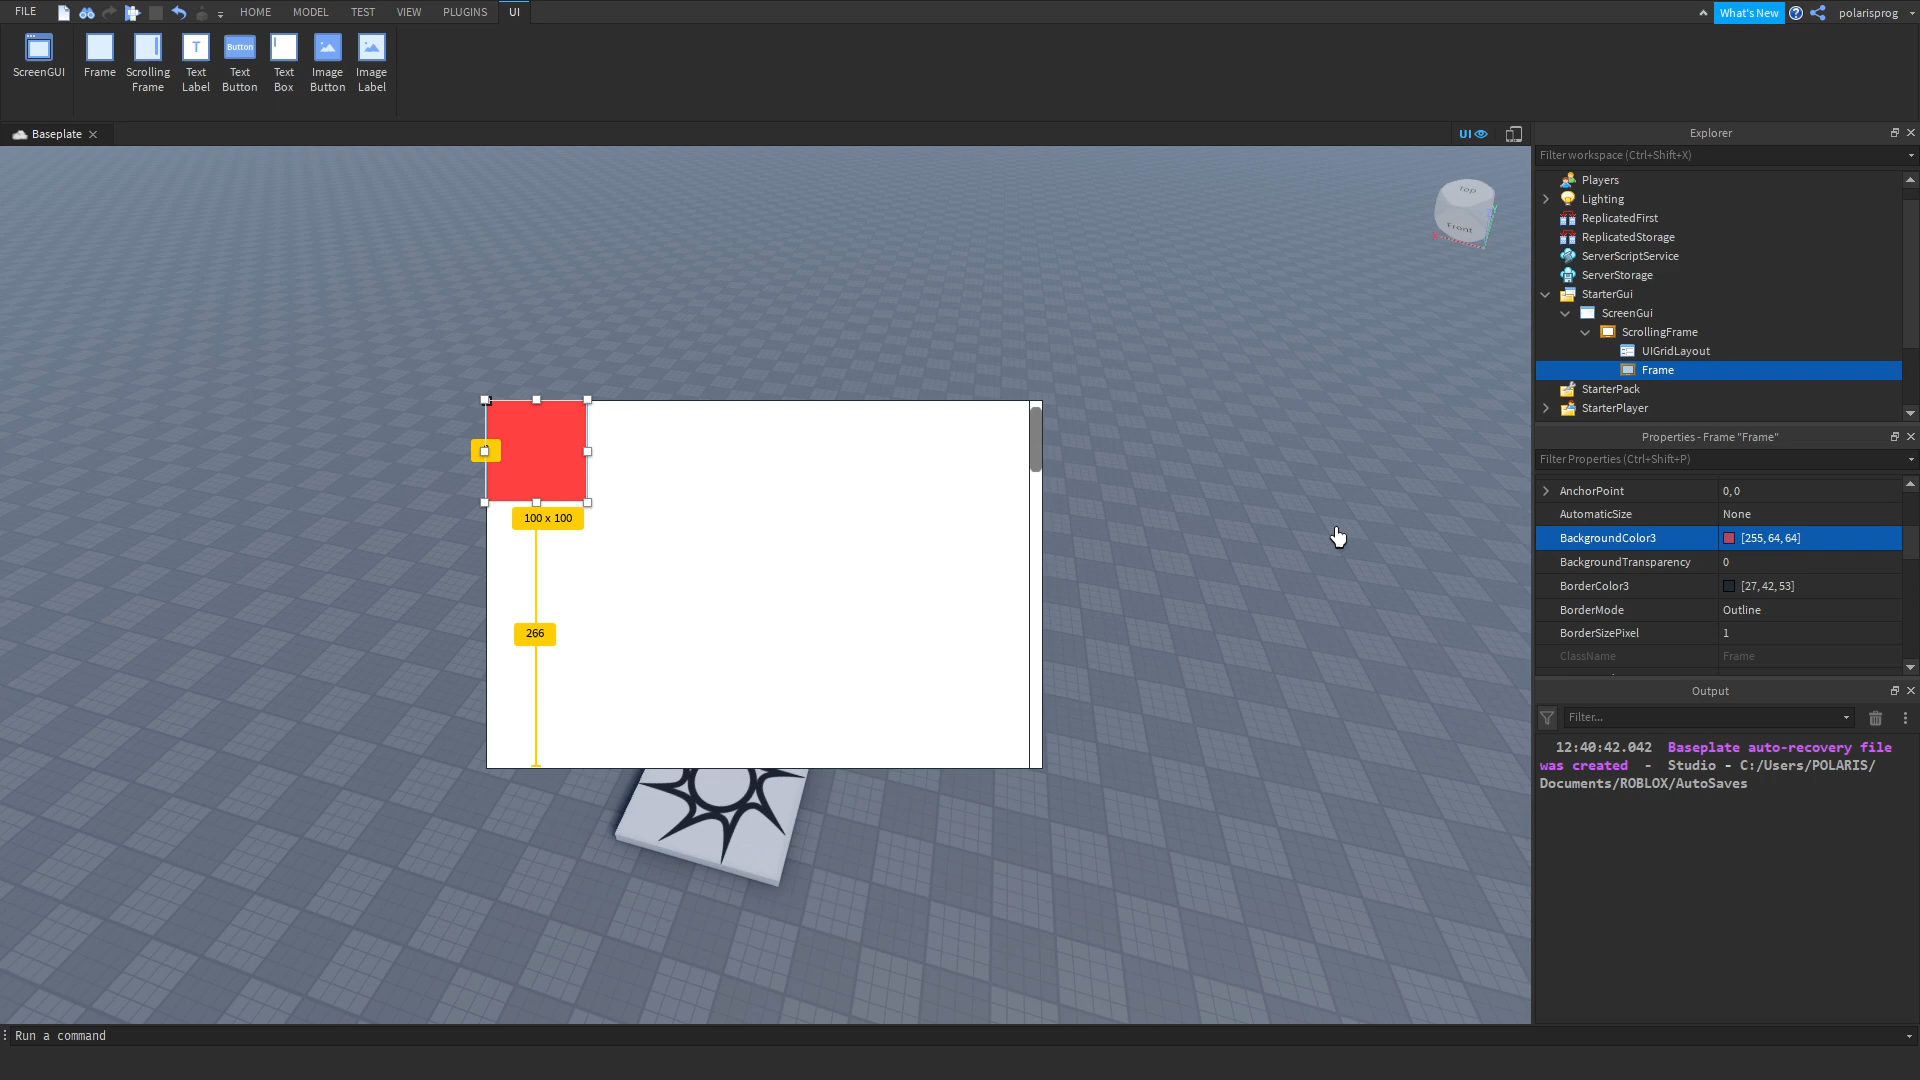 FILE
HOME
MODEL
TEST
VIEW
PLUGINS
UI
What's New
polarisprog
ScreenGUI
Frame
Scrolling
Frame
T
Text
Label
Button
Text
Button
Text
Box
Image
Button
Image
Label
Baseplate
UI
Explorer
Filter workspace (Ctrl+Shift+X)
Players
Lighting
ReplicatedFirst
ReplicatedStorage
ServerScriptService
ServerStorage
StarterGui
ScreenGui
ScrollingFrame
UIGridLayout
Frame
StarterPack
StarterPlayer
Top
Front
100 x 100
266
Properties - Frame "Frame"
Filter Properties (Ctrl+Shift+P)
AnchorPoint 0, 0
AutomaticSize None
BackgroundColor3 [255, 64, 64]
BackgroundTransparency 0
BorderColor3 [27, 42, 53]
BorderMode Outline
BorderSizePixel 1
ClassName Frame
Output
Filter...
12:40:42.042 Baseplate auto-recovery file
was created - Studio - C:/Users/POLARIS/
Documents/ROBLOX/AutoSaves
Run a command